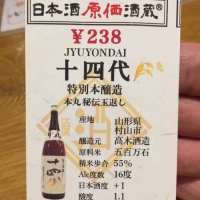 日本酒原価酒蔵®
¥238
JYUYONDAI
十四代
特別本醸造
本丸 秘伝玉返し
産地 山形県
村山市
醸造元 高木酒造
原料米 五百万石
精米歩合 55%
Alc度数 16度
日本酒度 +1
酸度 1.1
十四代